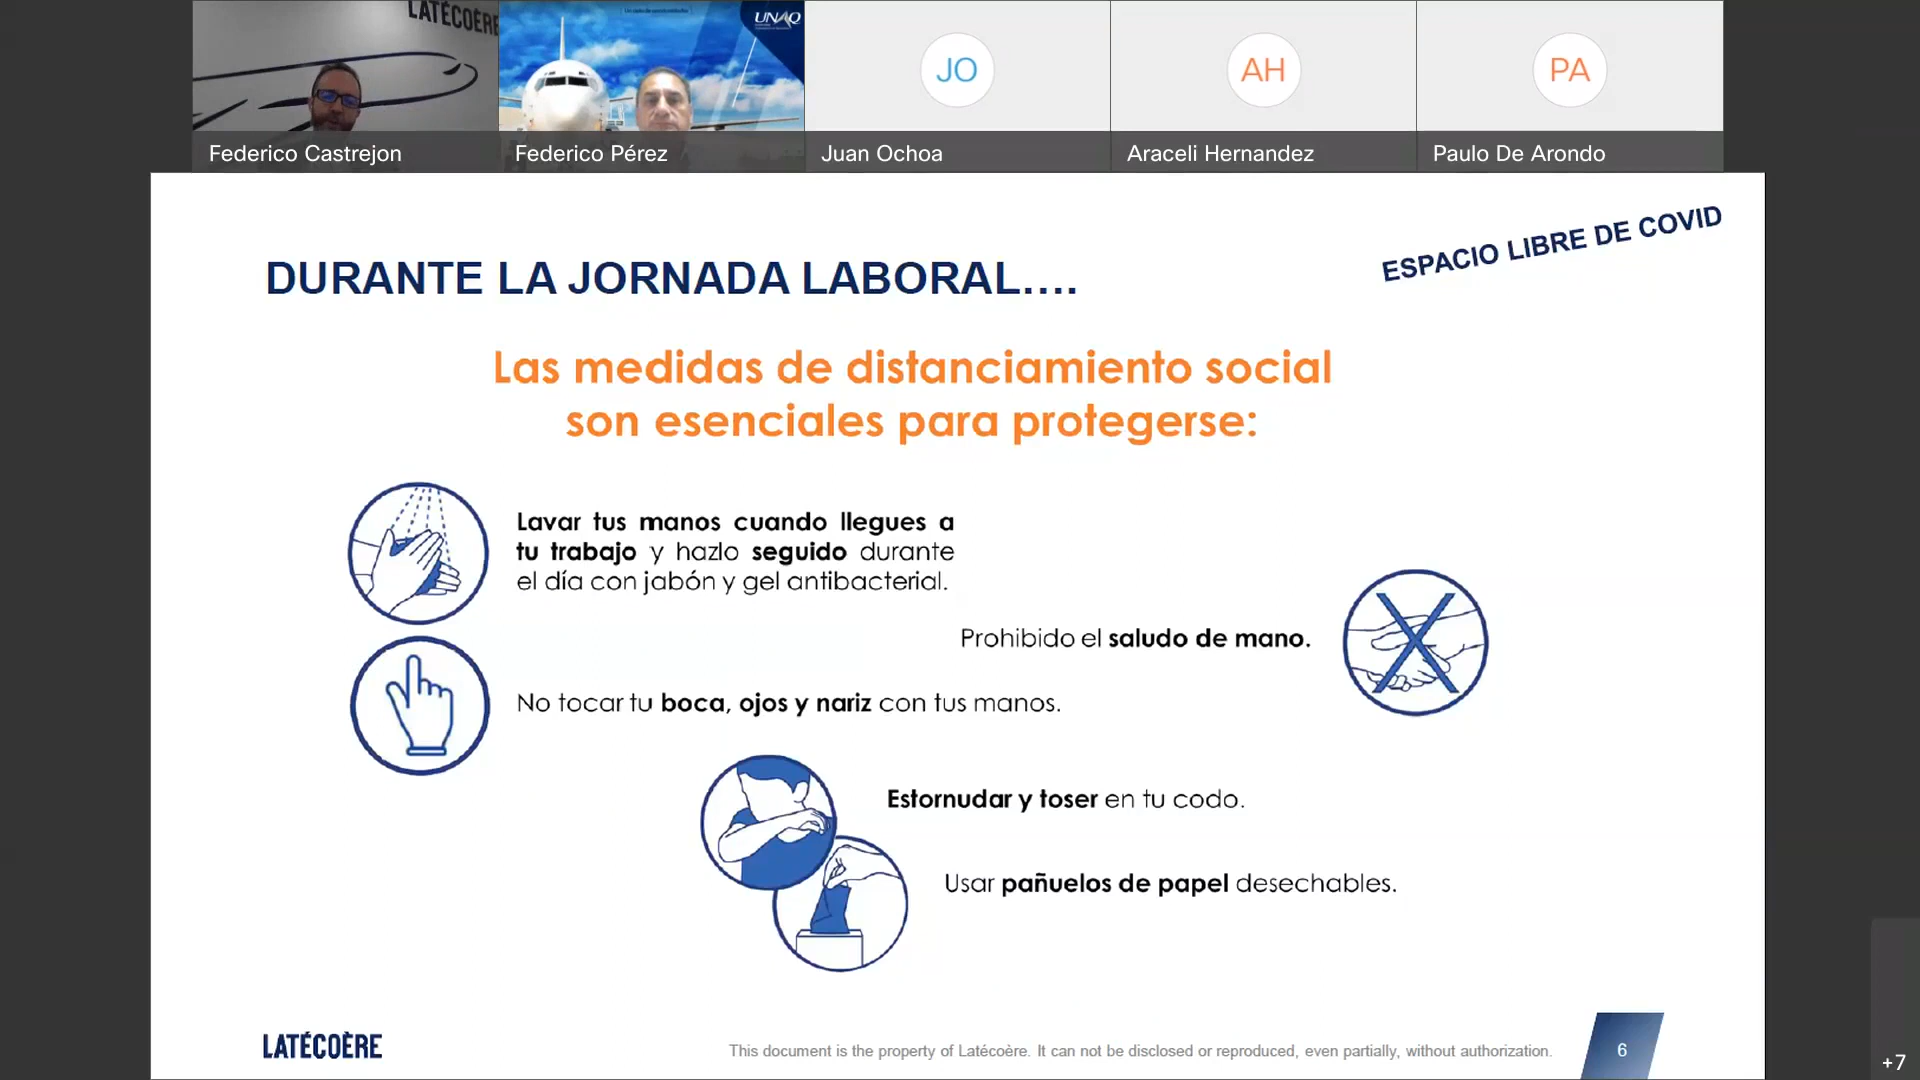 LATÉCOÈRE
UNAQ
JO
AH
PA
Federico Castrejon
Federico Pérez
Juan Ochoa
Araceli Hernandez
Paulo De Arondo
ESPACIO LIBRE DE COVID
DURANTE LA JORNADA LABORAL....
Las medidas de distanciamiento social
son esenciales para protegerse:
Lavar tus manos cuando llegues a
tu trabajo y hazlo seguido durante
el día con jabón y gel antibacterial.
Prohibido el saludo de mano.
No tocar tu boca, ojos y nariz con tus manos.
Estornudar y toser en tu codo.
Usar pañuelos de papel desechables.
LATÉCOÈRE
This document is the property of Latécoère. It can not be disclosed or reproduced, even partially, without authorization.
6
+7